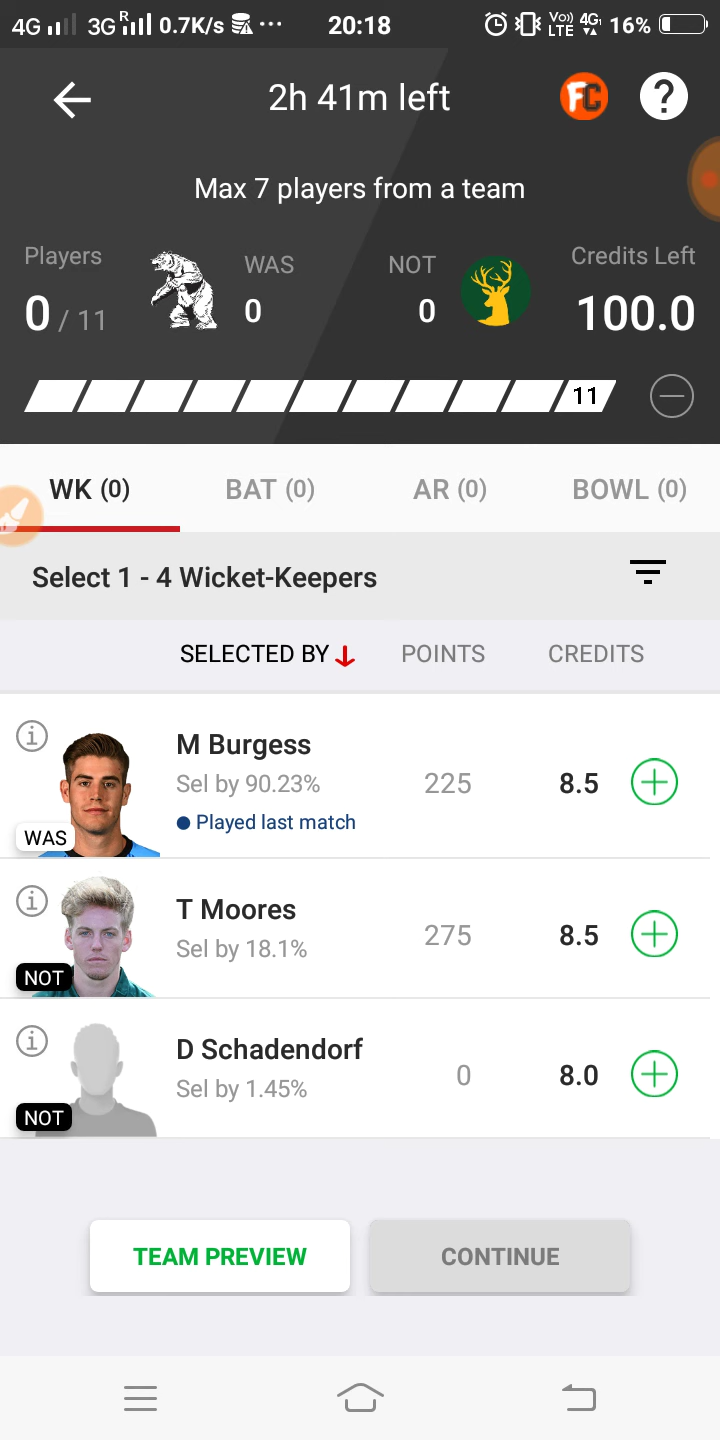 4G 3G R 0.7K/s ... 20:18 Vo)) LTE 4G 16%
2h 41m left FC ?
Max 7 players from a team
Players WAS NOT Credits Left
0 / 11 0 0 100.0
11
WK (0) BAT (0) AR (0) BOWL (0)
Select 1 - 4 Wicket-Keepers
SELECTED BY POINTS CREDITS
M Burgess
Sel by 90.23% 225 8.5
Played last match
WAS
T Moores
Sel by 18.1% 275 8.5
NOT
D Schadendorf
Sel by 1.45% 0 8.0
NOT
TEAM PREVIEW CONTINUE